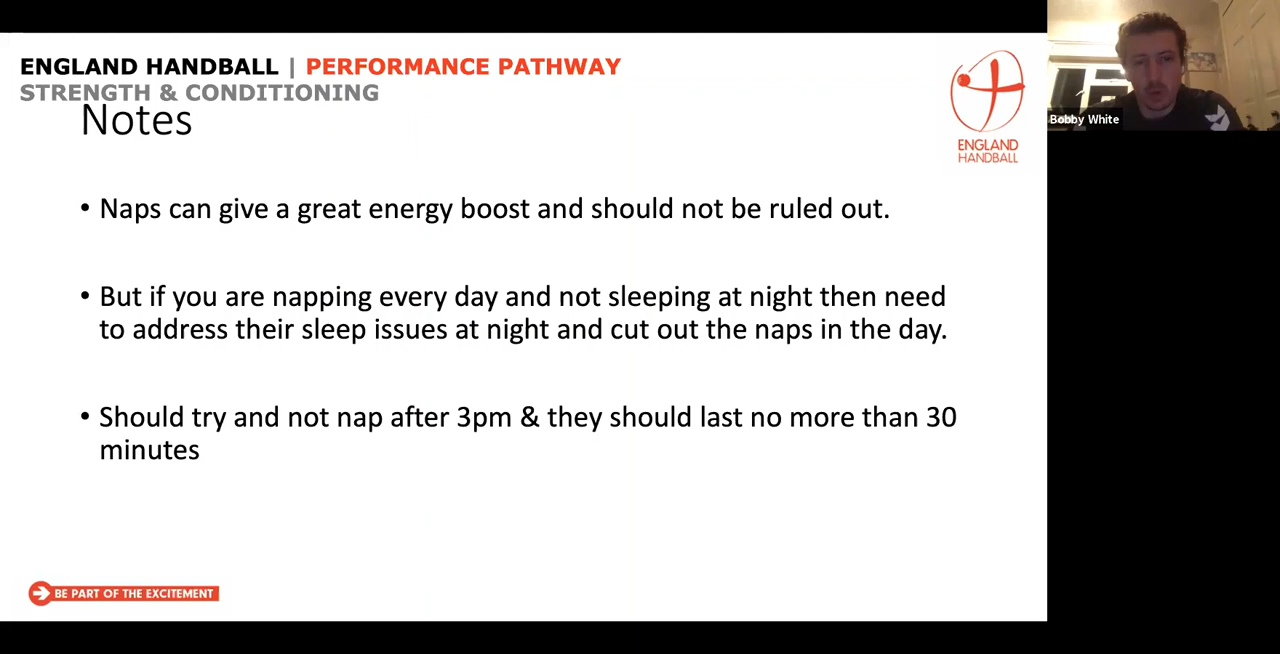 ENGLAND HANDBALL | PERFORMANCE PATHWAY
STRENGTH & CONDITIONING
Notes
ENGLAND
HANDBALL
Bobby White
• Naps can give a great energy boost and should not be ruled out.
• But if you are napping every day and not sleeping at night then need
to address their sleep issues at night and cut out the naps in the day.
• Should try and not nap after 3pm & they should last no more than 30
minutes
BE PART OF THE EXCITEMENT